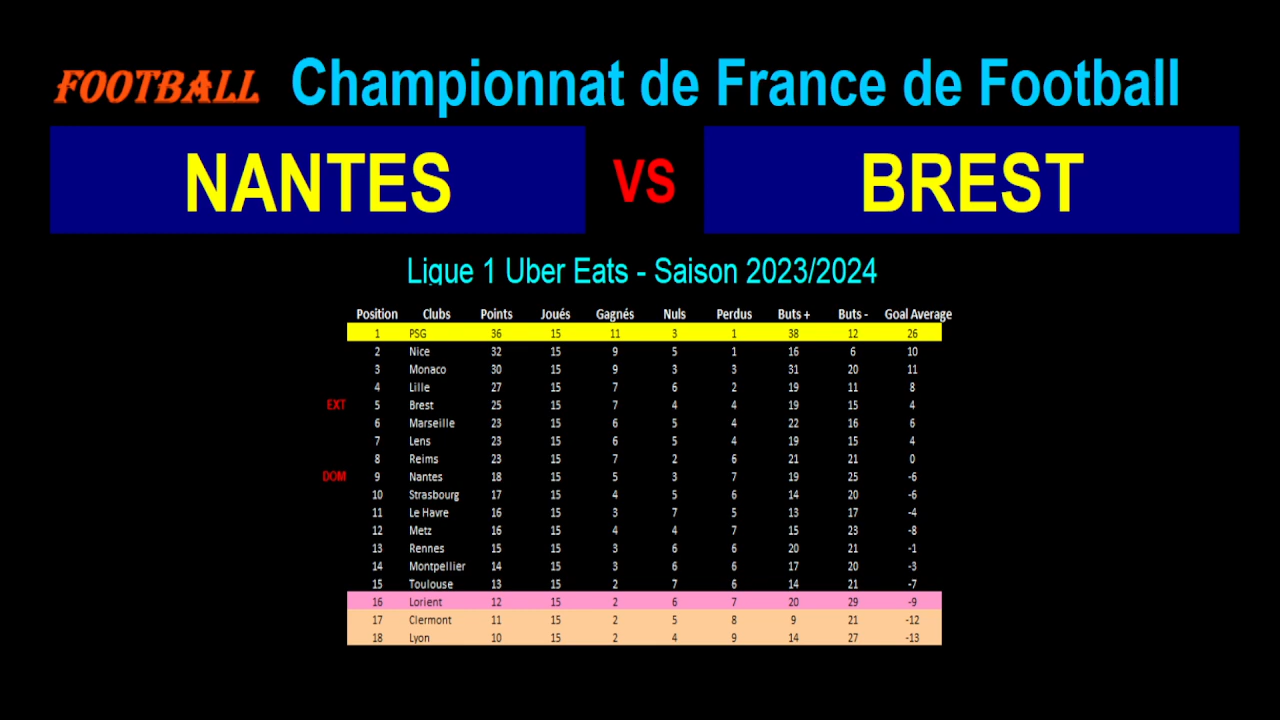 FOOTBALL Championnat de France de Football
NANTES VS BREST
Ligue 1 Uber Eats - Saison 2023/2024
Position Clubs Points Joués Gagnés Nuls Perdus Buts + Buts - Goal Average
1 PSG 36 15 11 3 1 38 12 26
2 Nice 32 15 9 5 1 16 6 10
3 Monaco 30 15 9 3 3 31 20 11
4 Lille 27 15 7 6 2 19 11 8
EXT 5 Brest 25 15 7 4 4 19 15 4
6 Marseille 23 15 6 5 4 22 16 6
7 Lens 23 15 6 5 4 19 15 4
8 Reims 23 15 7 2 6 21 21 0
DOM 9 Nantes 18 15 5 3 7 19 25 -6
10 Strasbourg 17 15 4 5 6 14 20 -6
11 Le Havre 16 15 3 7 5 13 17 -4
12 Metz 16 15 4 4 7 15 23 -8
13 Rennes 15 15 3 6 6 20 21 -1
14 Montpellier 14 15 3 6 6 17 20 -3
15 Toulouse 13 15 2 7 6 14 21 -7
16 Lorient 12 15 2 6 7 20 29 -9
17 Clermont 11 15 2 5 8 9 21 -12
18 Lyon 10 15 2 4 9 14 27 -13